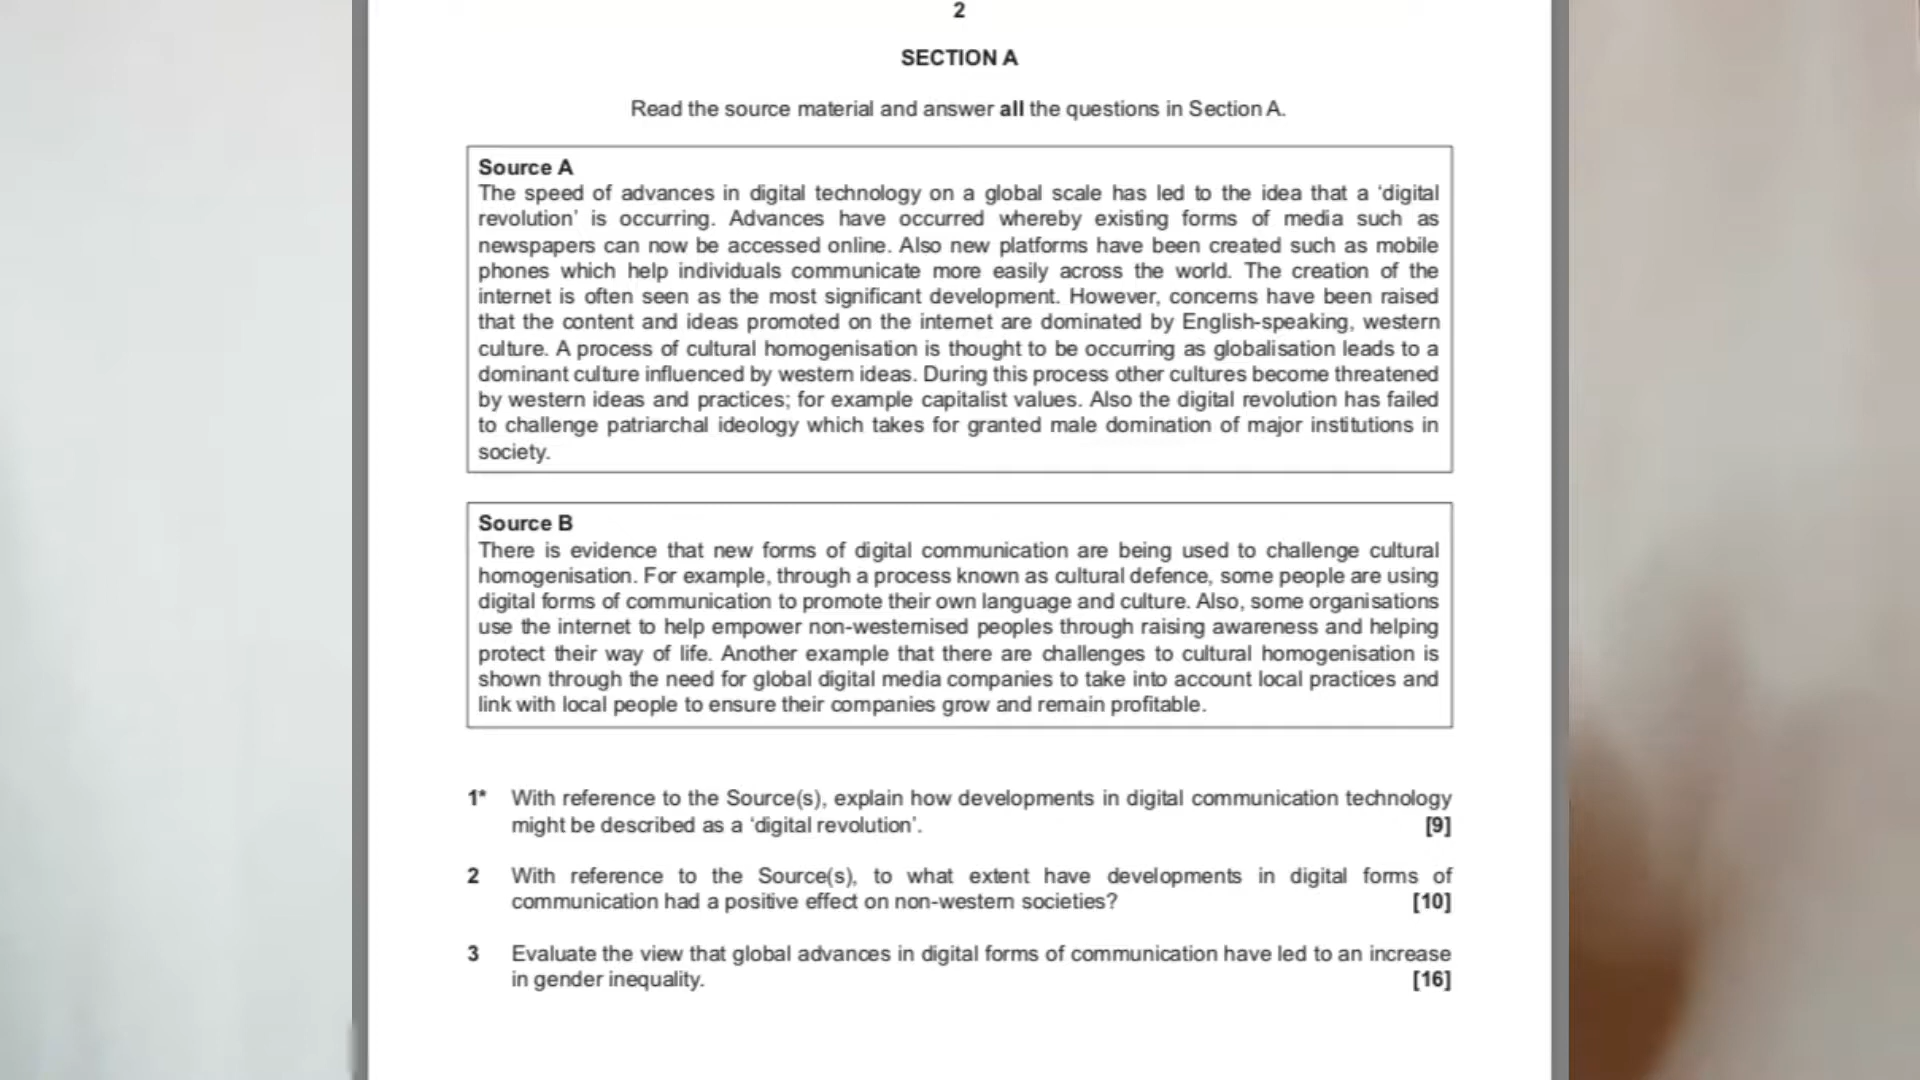 2
SECTION A
Read the source material and answer all the questions in Section A.
Source A
The speed of advances in digital technology on a global scale has led to the idea that a ‘digital
revolution’ is occurring. Advances have occurred whereby existing forms of media such as
newspapers can now be accessed online. Also new platforms have been created such as mobile
phones which help individuals communicate more easily across the world. The creation of the
internet is often seen as the most significant development. However, concerns have been raised
that the content and ideas promoted on the internet are dominated by English-speaking, western
culture. A process of cultural homogenisation is thought to be occurring as globalisation leads to a
dominant culture influenced by western ideas. During this process other cultures become threatened
by western ideas and practices; for example capitalist values. Also the digital revolution has failed
to challenge patriarchal ideology which takes for granted male domination of major institutions in
society.
Source B
There is evidence that new forms of digital communication are being used to challenge cultural
homogenisation. For example, through a process known as cultural defence, some people are using
digital forms of communication to promote their own language and culture. Also, some organisations
use the internet to help empower non-westernised peoples through raising awareness and helping
protect their way of life. Another example that there are challenges to cultural homogenisation is
shown through the need for global digital media companies to take into account local practices and
link with local people to ensure their companies grow and remain profitable.
1* With reference to the Source(s), explain how developments in digital communication technology
might be described as a ‘digital revolution’. [9]
2 With reference to the Source(s), to what extent have developments in digital forms of
communication had a positive effect on non-western societies? [10]
3 Evaluate the view that global advances in digital forms of communication have led to an increase
in gender inequality. [16]